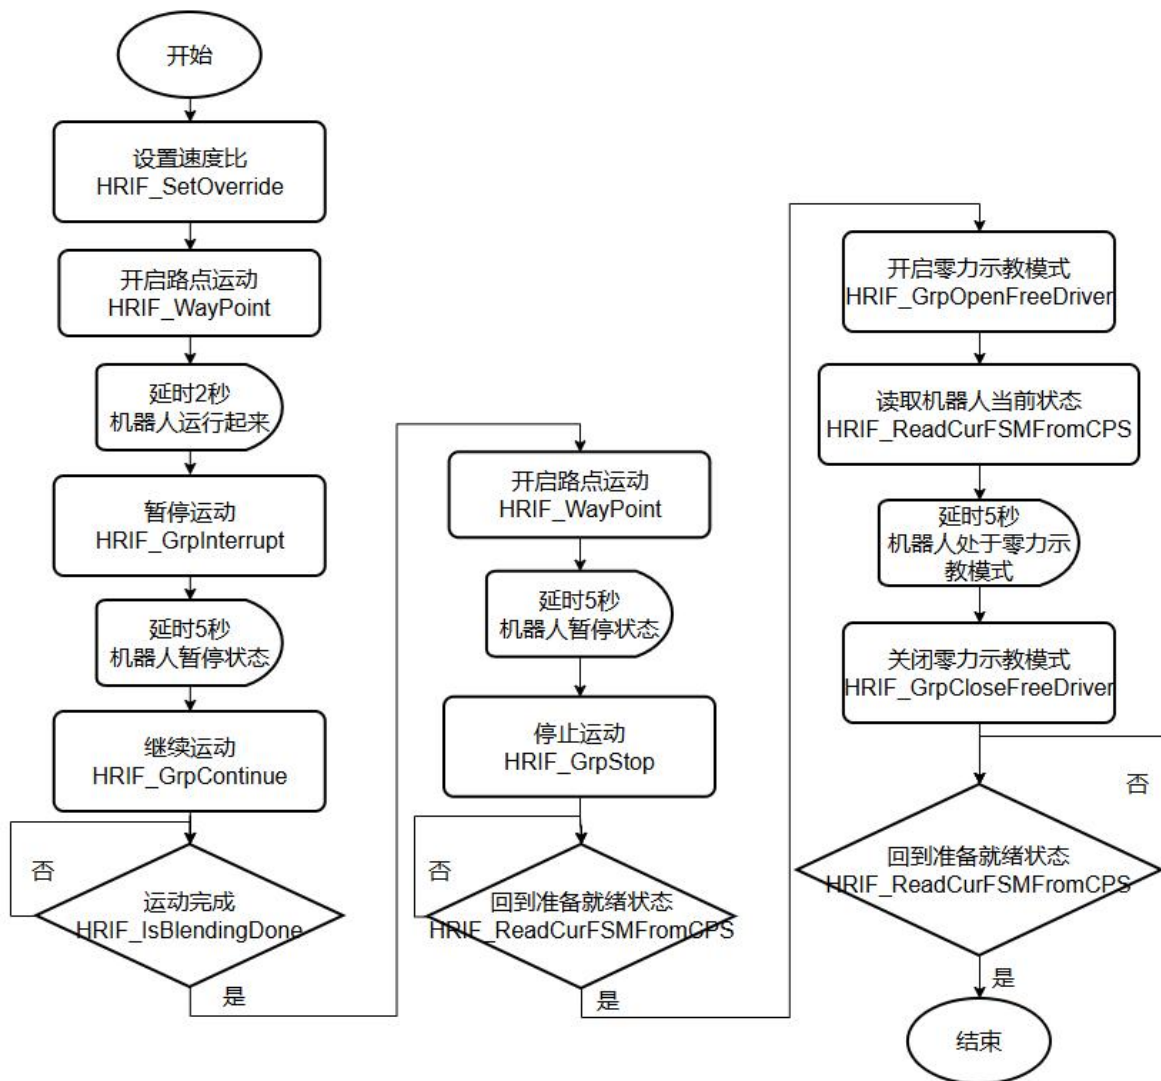 开始
设置速度比
HRIF_SetOverride
开启路点运动
HRIF_WayPoint
延时2秒
机器人运行起来
暂停运动
HRIF_GrpInterrupt
延时5秒
机器人暂停状态
继续运动
HRIF_GrpContinue
否
运动完成
HRIF_IsBlendingDone
是
开启路点运动
HRIF_WayPoint
延时5秒
机器人暂停状态
停止运动
HRIF_GrpStop
否
回到准备就绪状态
HRIF_ReadCurFSMFromCPS
是
开启零力示教模式
HRIF_GrpOpenFreeDriver
读取机器人当前状态
HRIF_ReadCurFSMFromCPS
延时5秒
机器人处于零力示
教模式
关闭零力示教模式
HRIF_GrpCloseFreeDriver
否
回到准备就绪状态
HRIF_ReadCurFSMFromCPS
是
结束